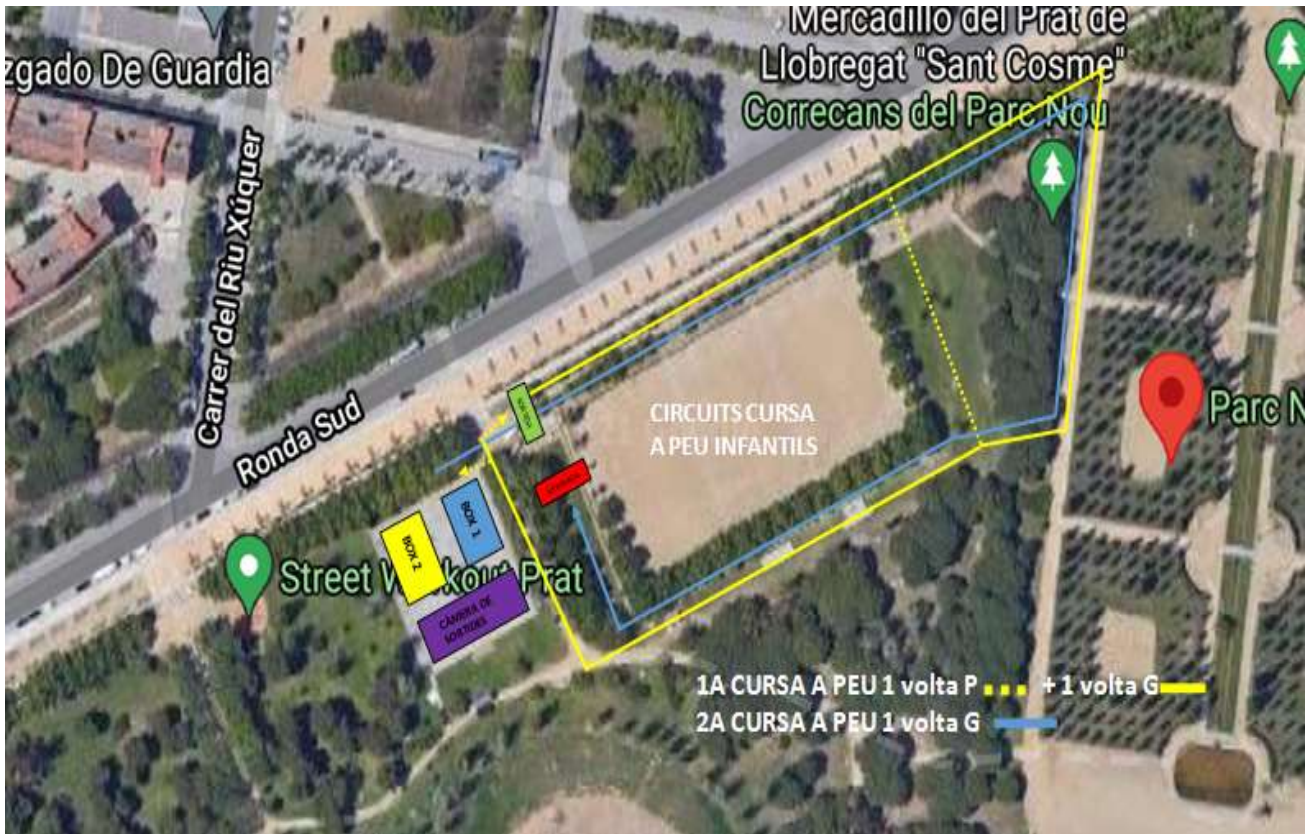 Mercadillo del Prat de
Llobregat "Sant Cosme"
zgado De Guardia
Correcans del Parc Nou
Carrer del Riu Xúquer
Ronda Sud
CIRCUITS CURSA
A PEU INFANTILS
Parc N
BOX 1
BOX 2
Street Workout Prat
CÀMBRA DE
SORTIDES
1A CURSA A PEU 1 volta P + 1 volta G
2A CURSA A PEU 1 volta G